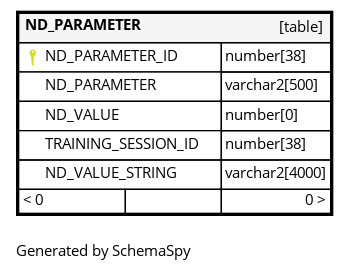 ND_PARAMETER [table]
ND_PARAMETER_ID number[38]
ND_PARAMETER varchar2[500]
ND_VALUE number[0]
TRAINING_SESSION_ID number[38]
ND_VALUE_STRING varchar2[4000]
< 0 0 >
Generated by SchemaSpy